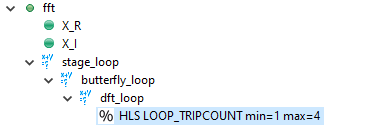 fft
X_R
X_I
stage_loop
butterfly_loop
dft_loop
% HLS LOOP_TRIPCOUNT min=1 max=4